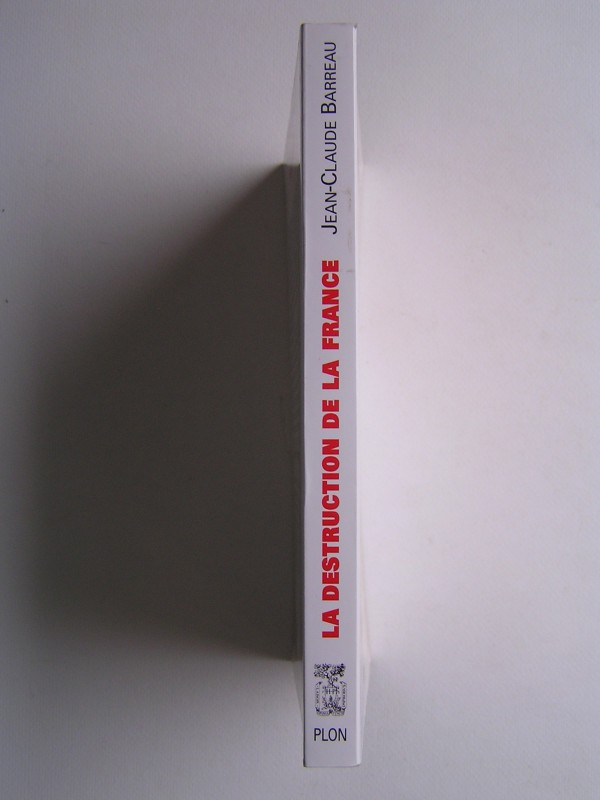 JEAN-CLAUDE BARREAU
LA DESTRUCTION DE LA FRANCE
PLON